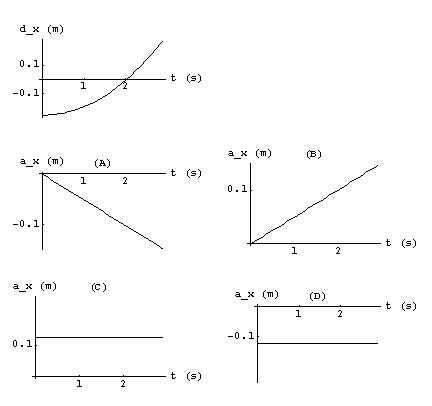 d_x (m)
0.1
t (s)
1 2
-0.1
a_x (m) (A)
t (s)
1 2
-0.1
a_x (m) (B)
0.1
t (s)
1 2
a_x (m) (C)
0.1
t (s)
1 2
a_x (m) (D)
t (s)
1 2
-0.1